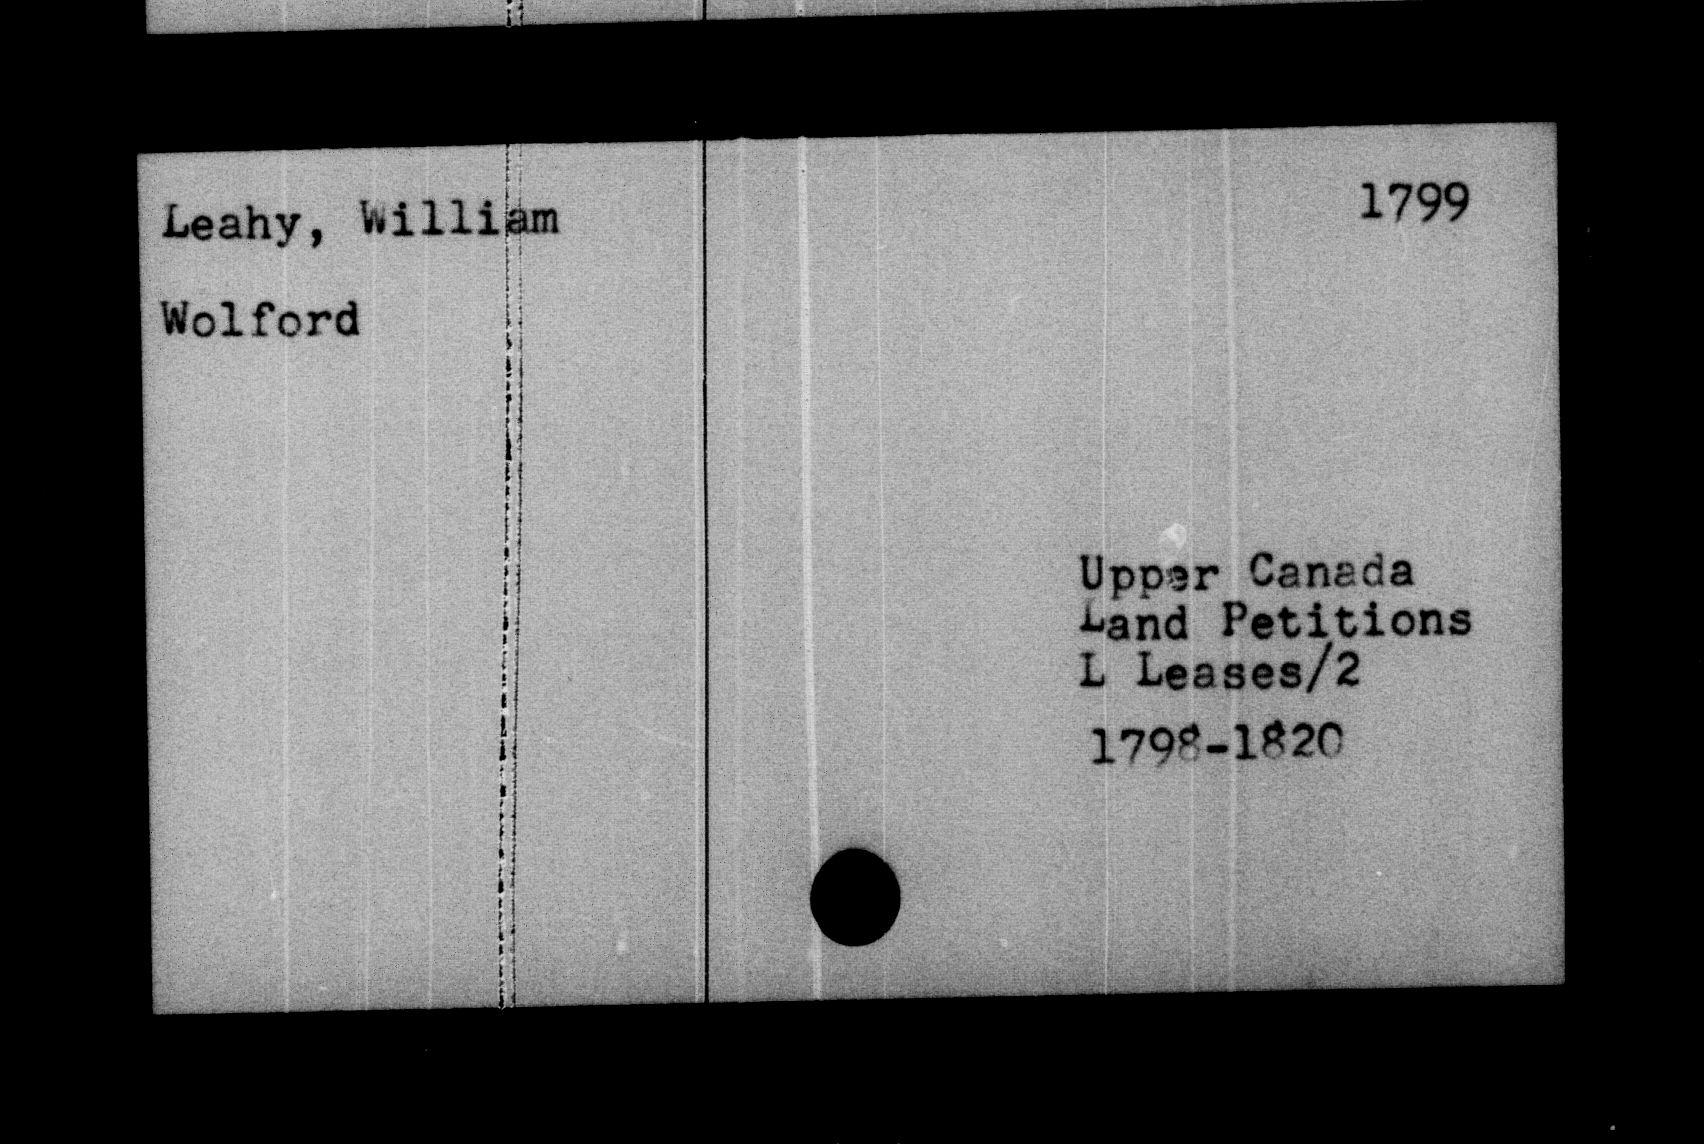 Leahy, William 1799
Wolford
Upper Canada
Land Petitions
L Leases/2
1798-1820